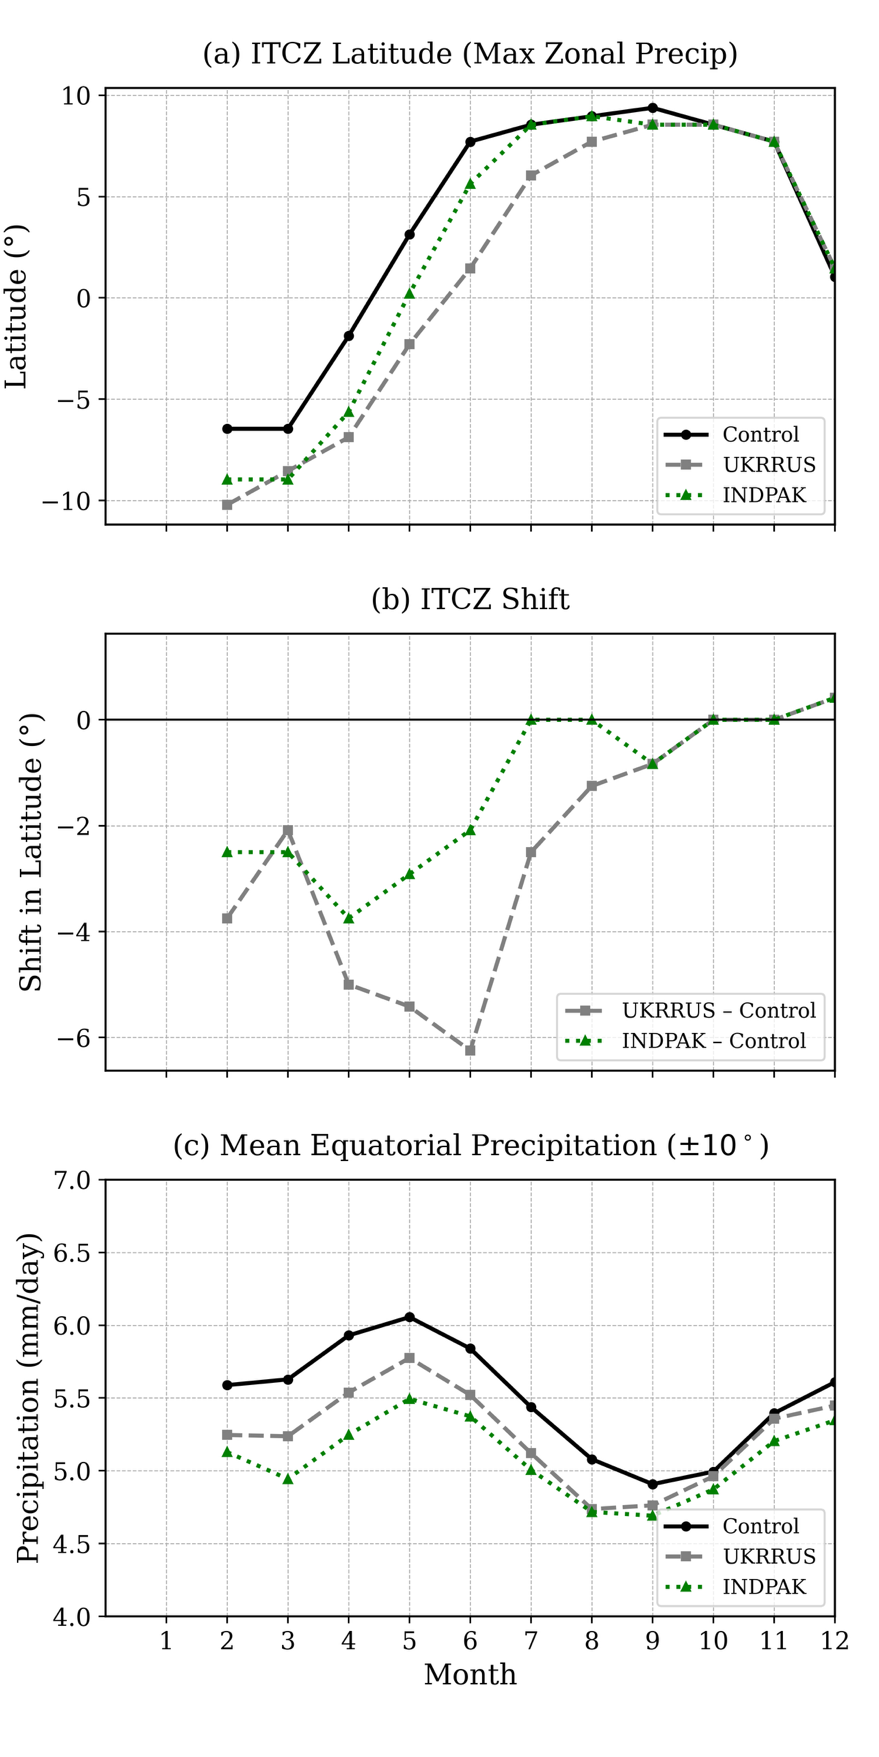 (a) ITCZ Latitude (Max Zonal Precip)
10
5
0
−5
−10
Latitude (°)
Control
UKRRUS
INDPAK
(b) ITCZ Shift
0
−2
−4
−6
Shift in Latitude (°)
UKRRUS – Control
INDPAK – Control
(c) Mean Equatorial Precipitation (±10°)
7.0
6.5
6.0
5.5
5.0
4.5
4.0
Precipitation (mm/day)
Control
UKRRUS
INDPAK
1 2 3 4 5 6 7 8 9 10 11 12
Month